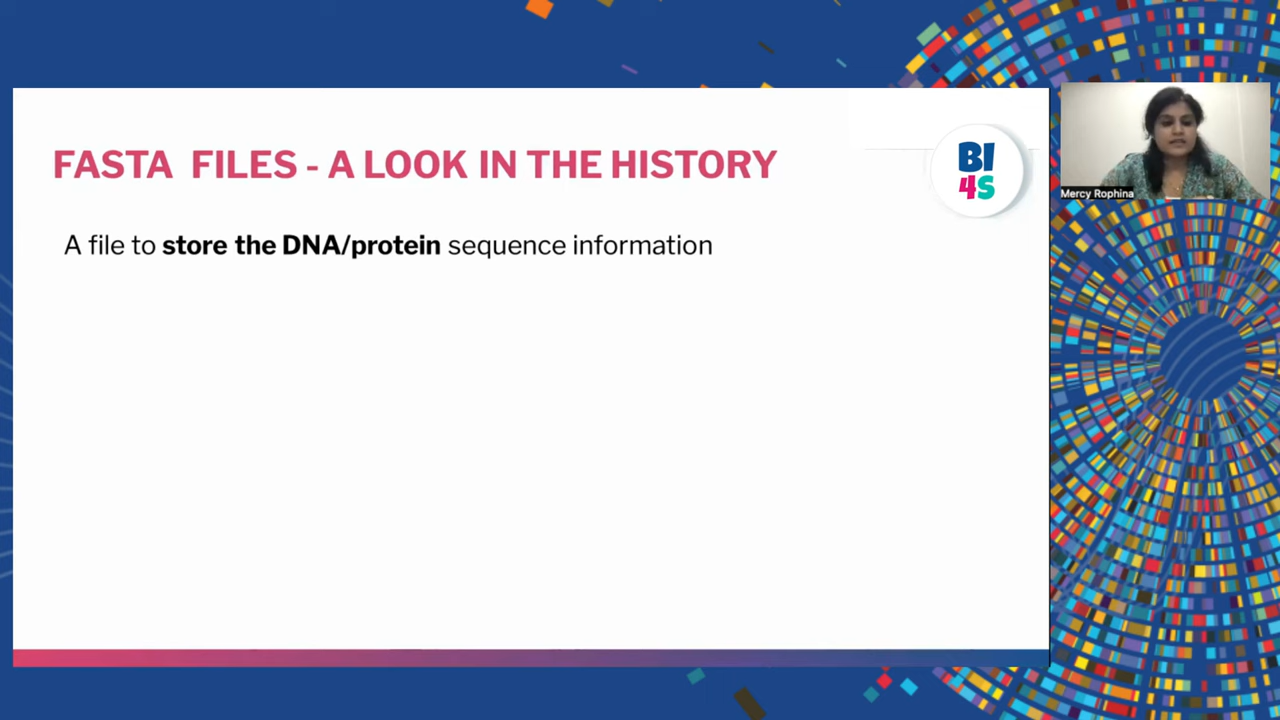 FASTA FILES - A LOOK IN THE HISTORY
BI
4S
A file to store the DNA/protein sequence information
Mercy Rophina